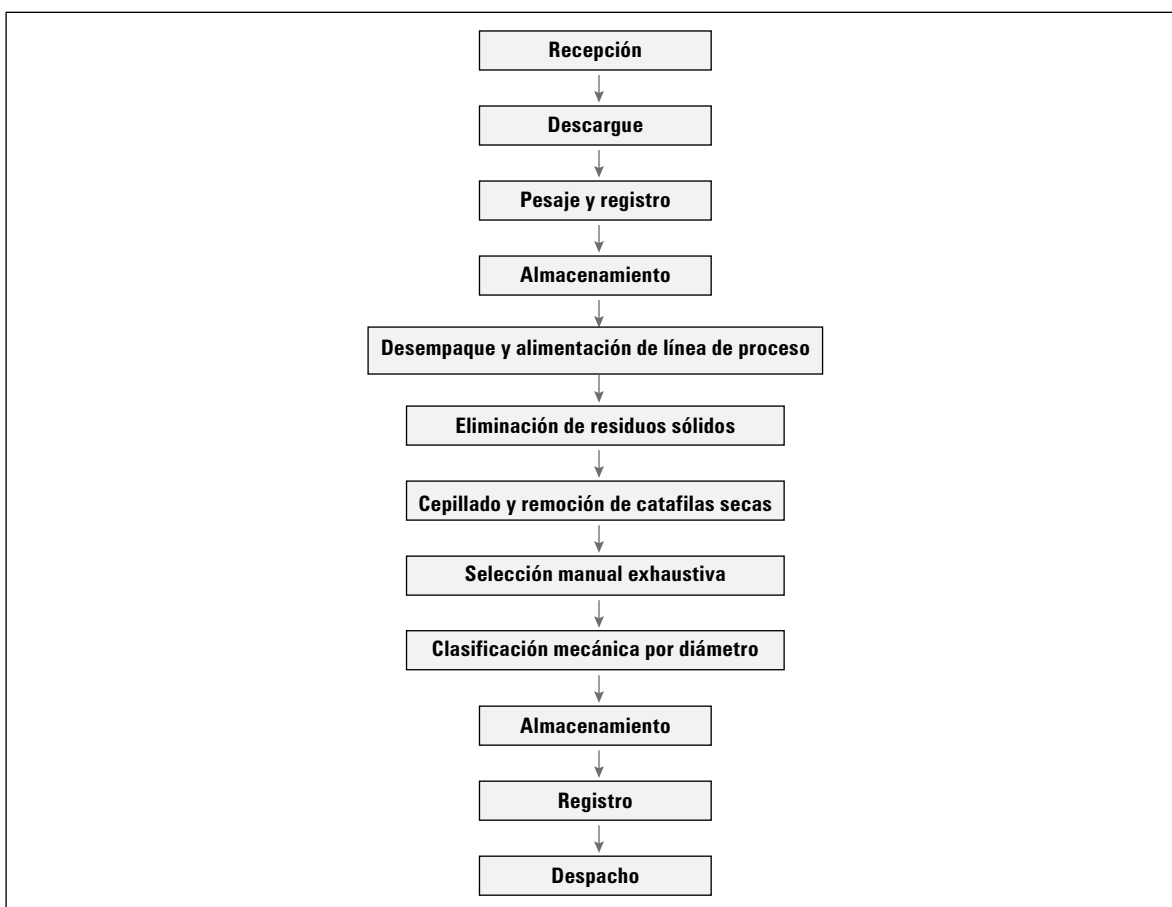 Recepción
Descargue
Pesaje y registro
Almacenamiento
Desempaque y alimentación de línea de proceso
Eliminación de residuos sólidos
Cepillado y remoción de catafilas secas
Selección manual exhaustiva
Clasificación mecánica por diámetro
Almacenamiento
Registro
Despacho